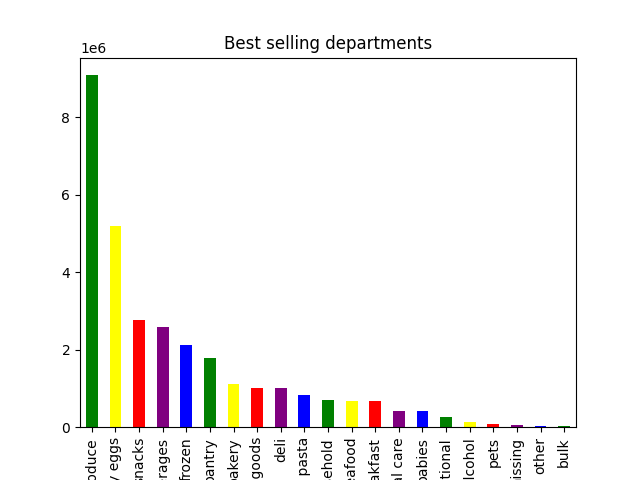 Best selling departments
1e6
8
6
4
2
0
oduce
y eggs
snacks
erages
frozen
pantry
bakery
goods
deli
pasta
ehold
eafood
akfast
al care
babies
tional
lcohol
pets
issing
other
bulk